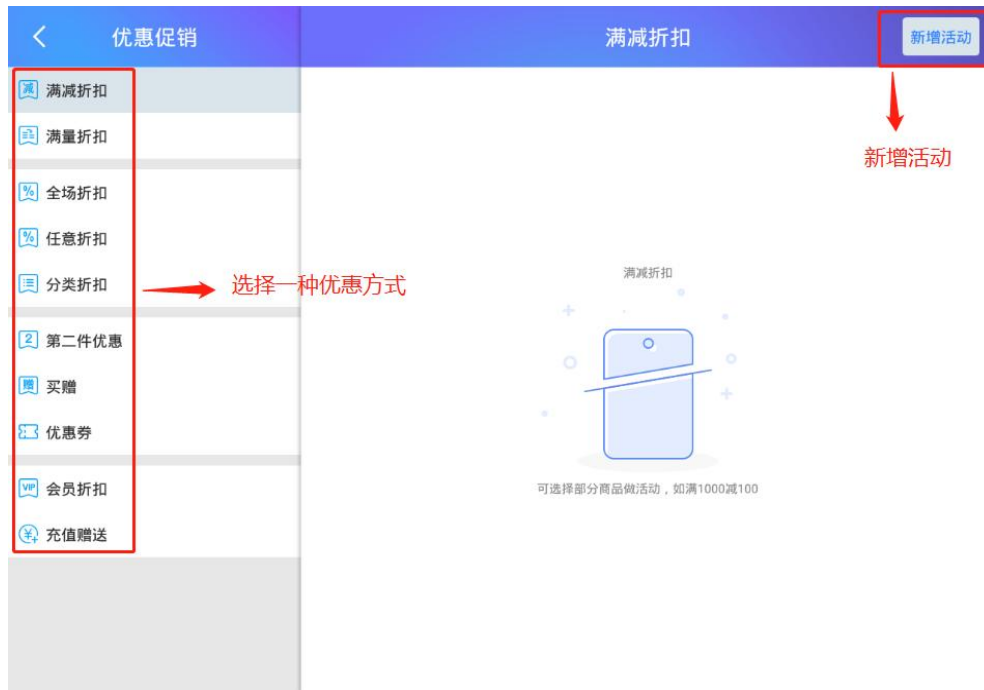 优惠促销
满减折扣
新增活动
减 满减折扣
满量折扣
新增活动
% 全场折扣
% 任意折扣
分类折扣
选择一种优惠方式
满减折扣
2 第二件优惠
赠 买赠
优惠券
VIP 会员折扣
可选择部分商品做活动，如满1000减100
¥ 充值赠送